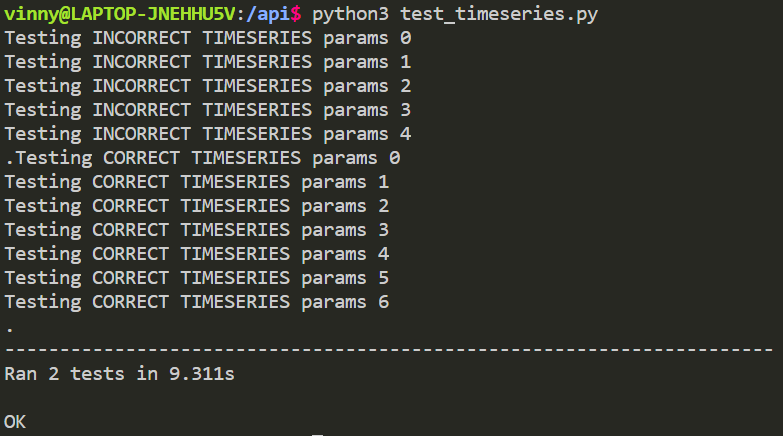 vinny@LAPTOP-JNEHHU5V:/api$ python3 test_timeseries.py
Testing INCORRECT TIMESERIES params 0
Testing INCORRECT TIMESERIES params 1
Testing INCORRECT TIMESERIES params 2
Testing INCORRECT TIMESERIES params 3
Testing INCORRECT TIMESERIES params 4
.Testing CORRECT TIMESERIES params 0
Testing CORRECT TIMESERIES params 1
Testing CORRECT TIMESERIES params 2
Testing CORRECT TIMESERIES params 3
Testing CORRECT TIMESERIES params 4
Testing CORRECT TIMESERIES params 5
Testing CORRECT TIMESERIES params 6
.
----------------------------------------------------------------------
Ran 2 tests in 9.311s
OK